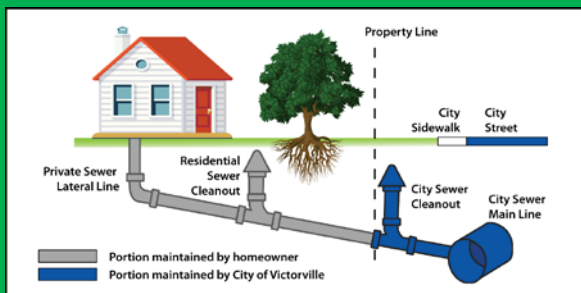 Property Line
City
Sidewalk
City
Street
Private Sewer
Lateral Line
Residential
Sewer
Cleanout
City Sewer
Cleanout
City Sewer
Main Line
Portion maintained by homeowner
Portion maintained by City of Victorville